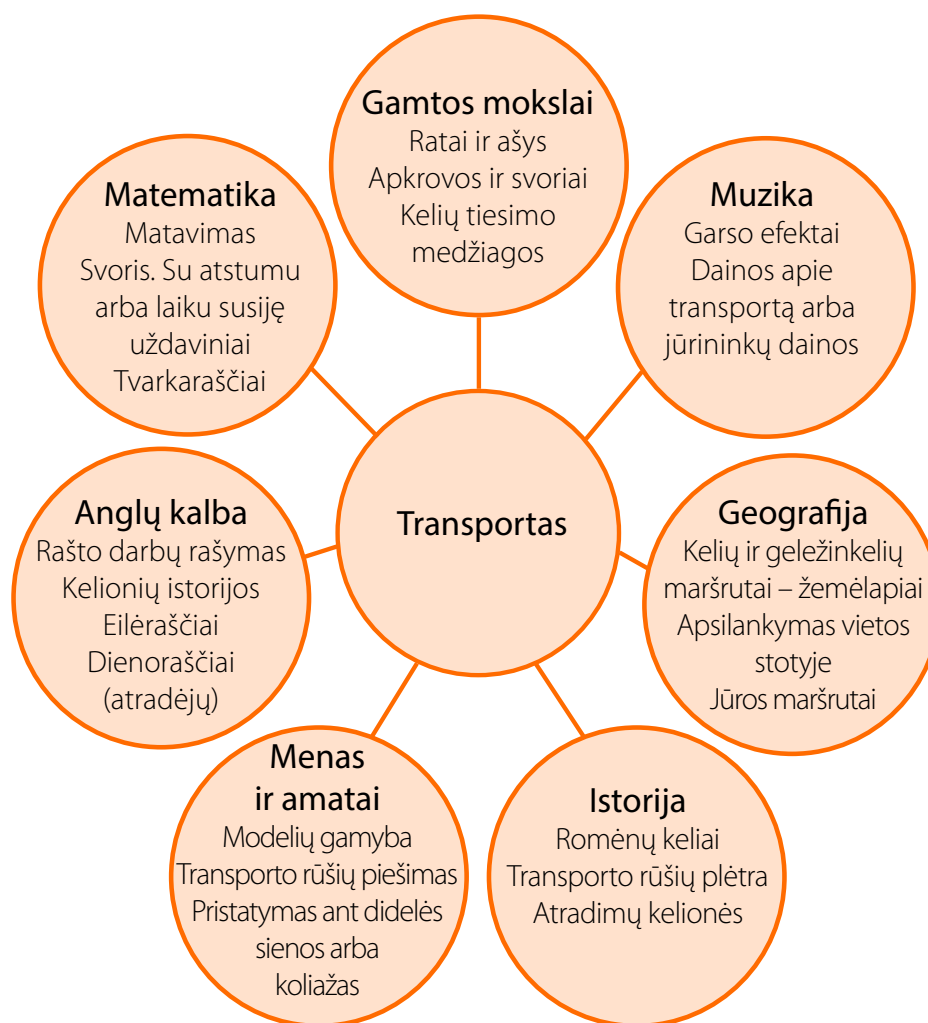 Gamtos mokslai
Ratai ir ašys
Apkrovos ir svoriai
Kelių tiesimo
medžiagos
Matematika
Matavimas
Svoris. Su atstumu
arba laiku susiję
uždaviniai
Tvarkaraščiai
Muzika
Garso efektai
Dainos apie
transportą arba
jūrininkų dainos
Transportas
Anglų kalba
Rašto darbų rašymas
Kelionių istorijos
Eilėraščiai
Dienoraščiai
(atradėjų)
Geografija
Kelių ir geležinkelių
maršrutai – žemėlapiai
Apsilankymas vietos
stotyje
Jūros maršrutai
Menas
ir amatai
Modelių gamyba
Transporto rūšių piešimas
Pristatymas ant didelės
sienos arba
koliažas
Istorija
Romėnų keliai
Transporto rūšių plėtra
Atradimų kelionės